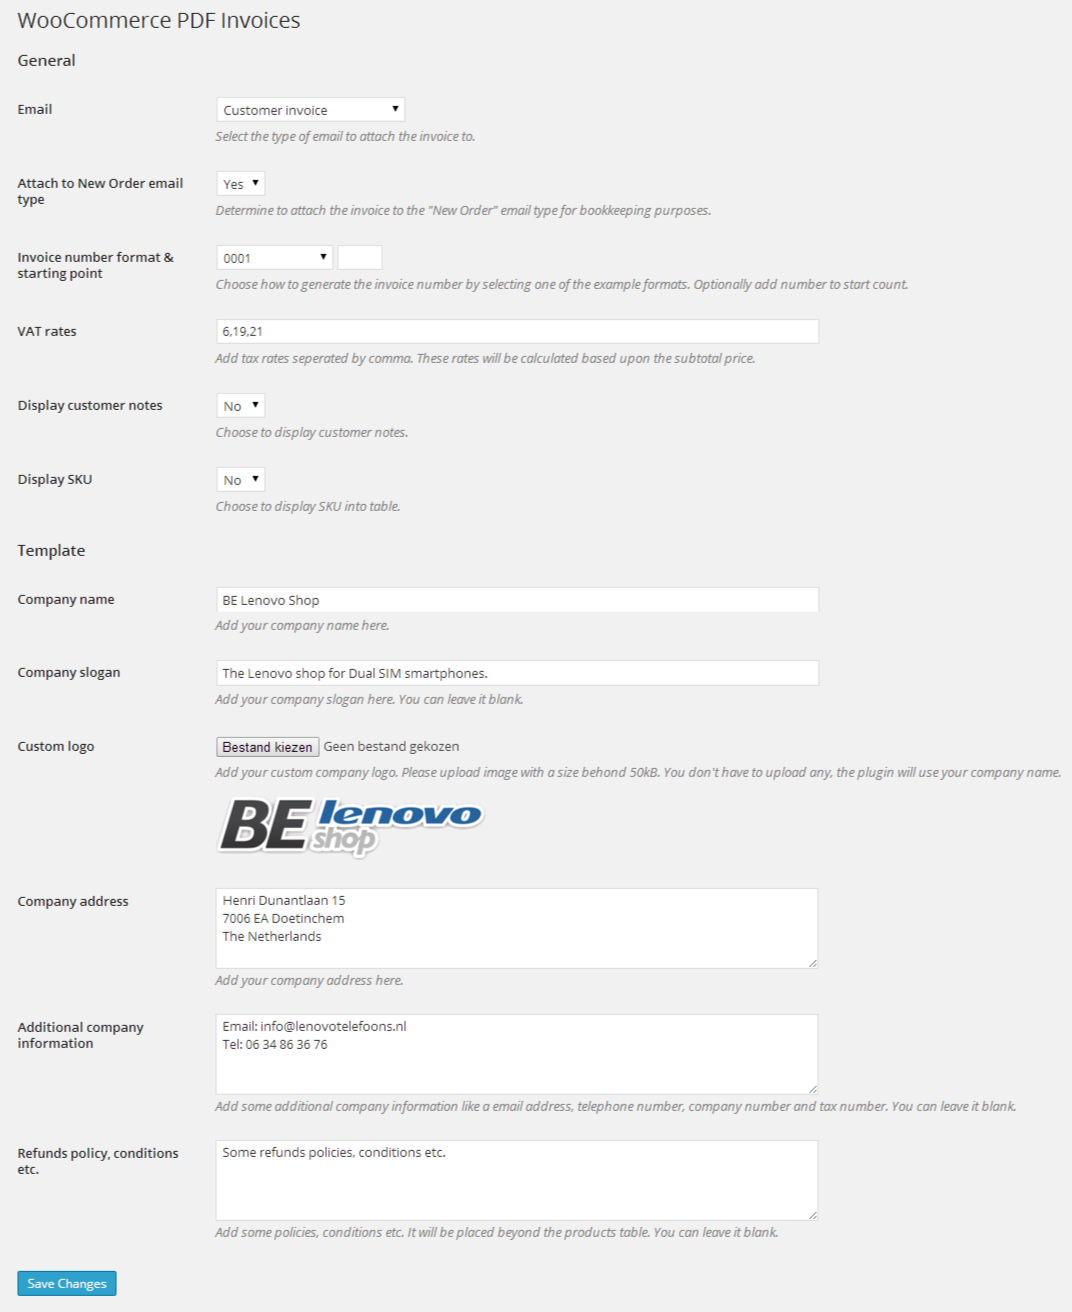 WooCommerce PDF Invoices
General
Email
Customer invoice
Select the type of email to attach the invoice to.
Attach to New Order email
type
Yes
Determine to attach the invoice to the "New Order" email type for bookkeeping purposes.
Invoice number format &
starting point
0001
Choose how to generate the invoice number by selecting one of the example formats. Optionally add number to start count.
VAT rates
6,19,21
Add tax rates seperated by comma. These rates will be calculated based upon the subtotal price.
Display customer notes
No
Choose to display customer notes.
Display SKU
No
Choose to display SKU into table.
Template
Company name
BE Lenovo Shop
Add your company name here.
Company slogan
The Lenovo shop for Dual SIM smartphones.
Add your company slogan here. You can leave it blank.
Custom logo
Bestand kiezen Geen bestand gekozen
Add your custom company logo. Please upload image with a size behond 50kB. You don't have to upload any, the plugin will use your company name.
BE lenovo
shop
Company address
Henri Dunantlaan 15
7006 EA Doetinchem
The Netherlands
Add your company address here.
Additional company
information
Email: info@lenovotelefoons.nl
Tel: 06 34 86 36 76
Add some additional company information like a email address, telephone number, company number and tax number. You can leave it blank.
Refunds policy, conditions
etc.
Some refunds policies, conditions etc.
Add some policies, conditions etc. It will be placed beyond the products table. You can leave it blank.
Save Changes